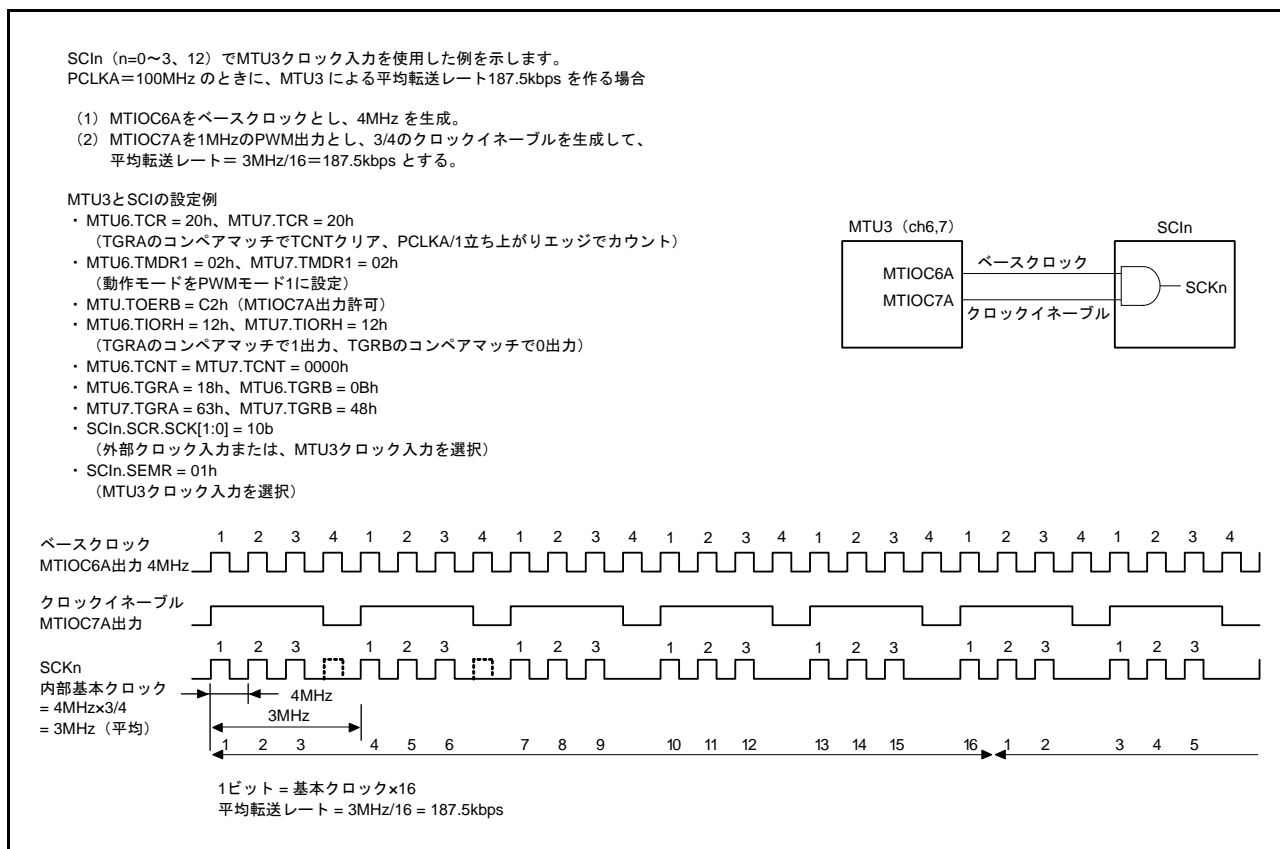 SCIn（n=0～3、12）でMTU3クロック入力を使用した例を示します。
PCLKA＝100MHz のときに、MTU3 による平均転送レート187.5kbps を作る場合
（1） MTIOC6Aをベースクロックとし、4MHz を生成。
（2） MTIOC7Aを1MHzのPWM出力とし、3/4のクロックイネーブルを生成して、
平均転送レート＝ 3MHz/16＝187.5kbps とする。
MTU3とSCIの設定例
・ MTU6.TCR = 20h、MTU7.TCR = 20h
（TGRAのコンペアマッチでTCNTクリア、PCLKA/1立ち上がりエッジでカウント）
・ MTU6.TMDR1 = 02h、MTU7.TMDR1 = 02h
（動作モードをPWMモード1に設定）
・ MTU.TOERB = C2h（MTIOC7A出力許可）
・ MTU6.TIORH = 12h、MTU7.TIORH = 12h
（TGRAのコンペアマッチで1出力、TGRBのコンペアマッチで0出力）
・ MTU6.TCNT = MTU7.TCNT = 0000h
・ MTU6.TGRA = 18h、MTU6.TGRB = 0Bh
・ MTU7.TGRA = 63h、MTU7.TGRB = 48h
・ SCIn.SCR.SCK[1:0] = 10b
（外部クロック入力または、MTU3クロック入力を選択）
・ SCIn.SEMR = 01h
（MTU3クロック入力を選択）
MTU3（ch6,7） SCIn
MTIOC6A ベースクロック
SCKn
MTIOC7A クロックイネーブル
1 2 3 4 1 2 3 4 1 2 3 4 1 2 3 4 1 2 3 4 1 2 3 4 1 2 3 4
ベースクロック
MTIOC6A出力 4MHz
クロックイネーブル
MTIOC7A出力
1 2 3 1 2 3 1 2 3 1 2 3 1 2 3 1 2 3 1 2 3
SCKn
内部基本クロック
= 4MHz×3/4
= 3MHz（平均）
4MHz
3MHz
1 2 3 4 5 6 7 8 9 10 11 12 13 14 15 16 1 2 3 4 5
1ビット = 基本クロック×16
平均転送レート = 3MHz/16 = 187.5kbps